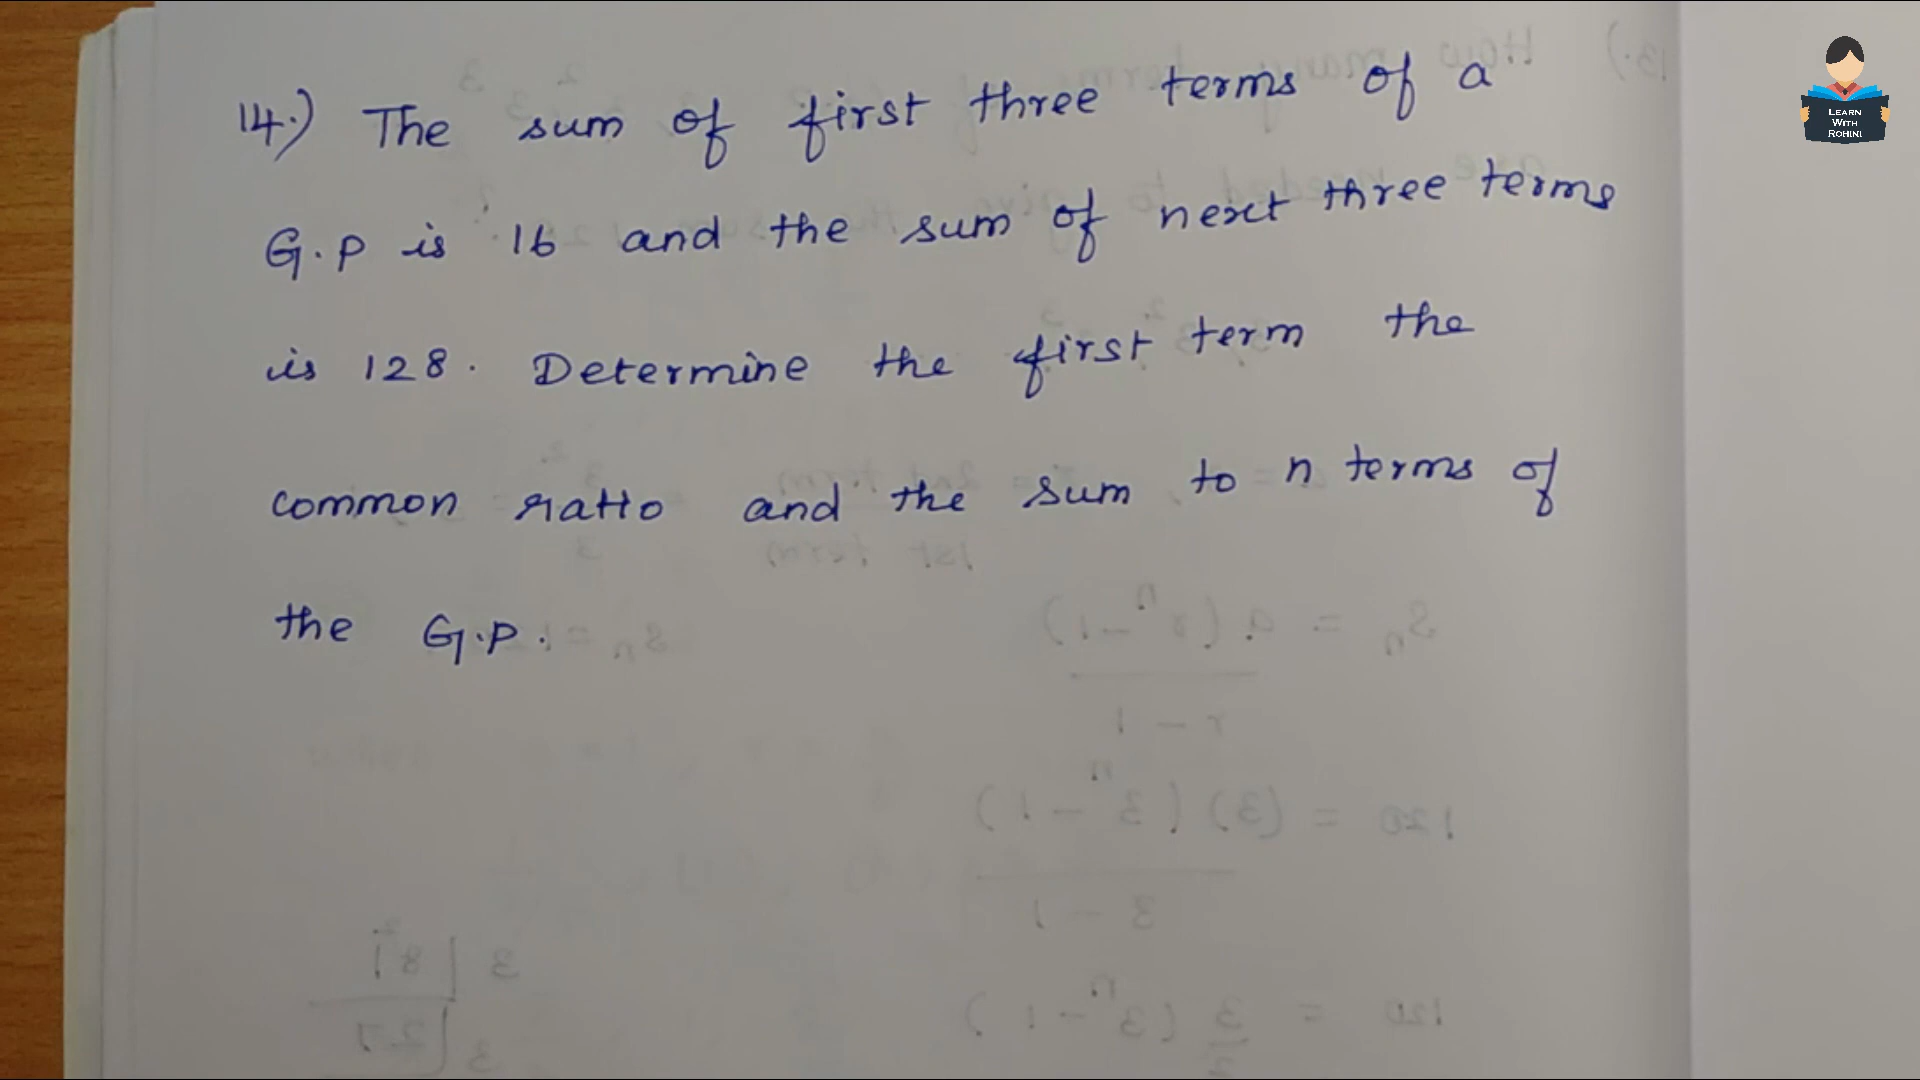 14.) The sum of first three terms of a
G.P is 16 and the sum of next three terms
is 128. Determine the first term the
common ratio and the sum to n terms of
the G.P.
LEARN
WITH
ROHINI